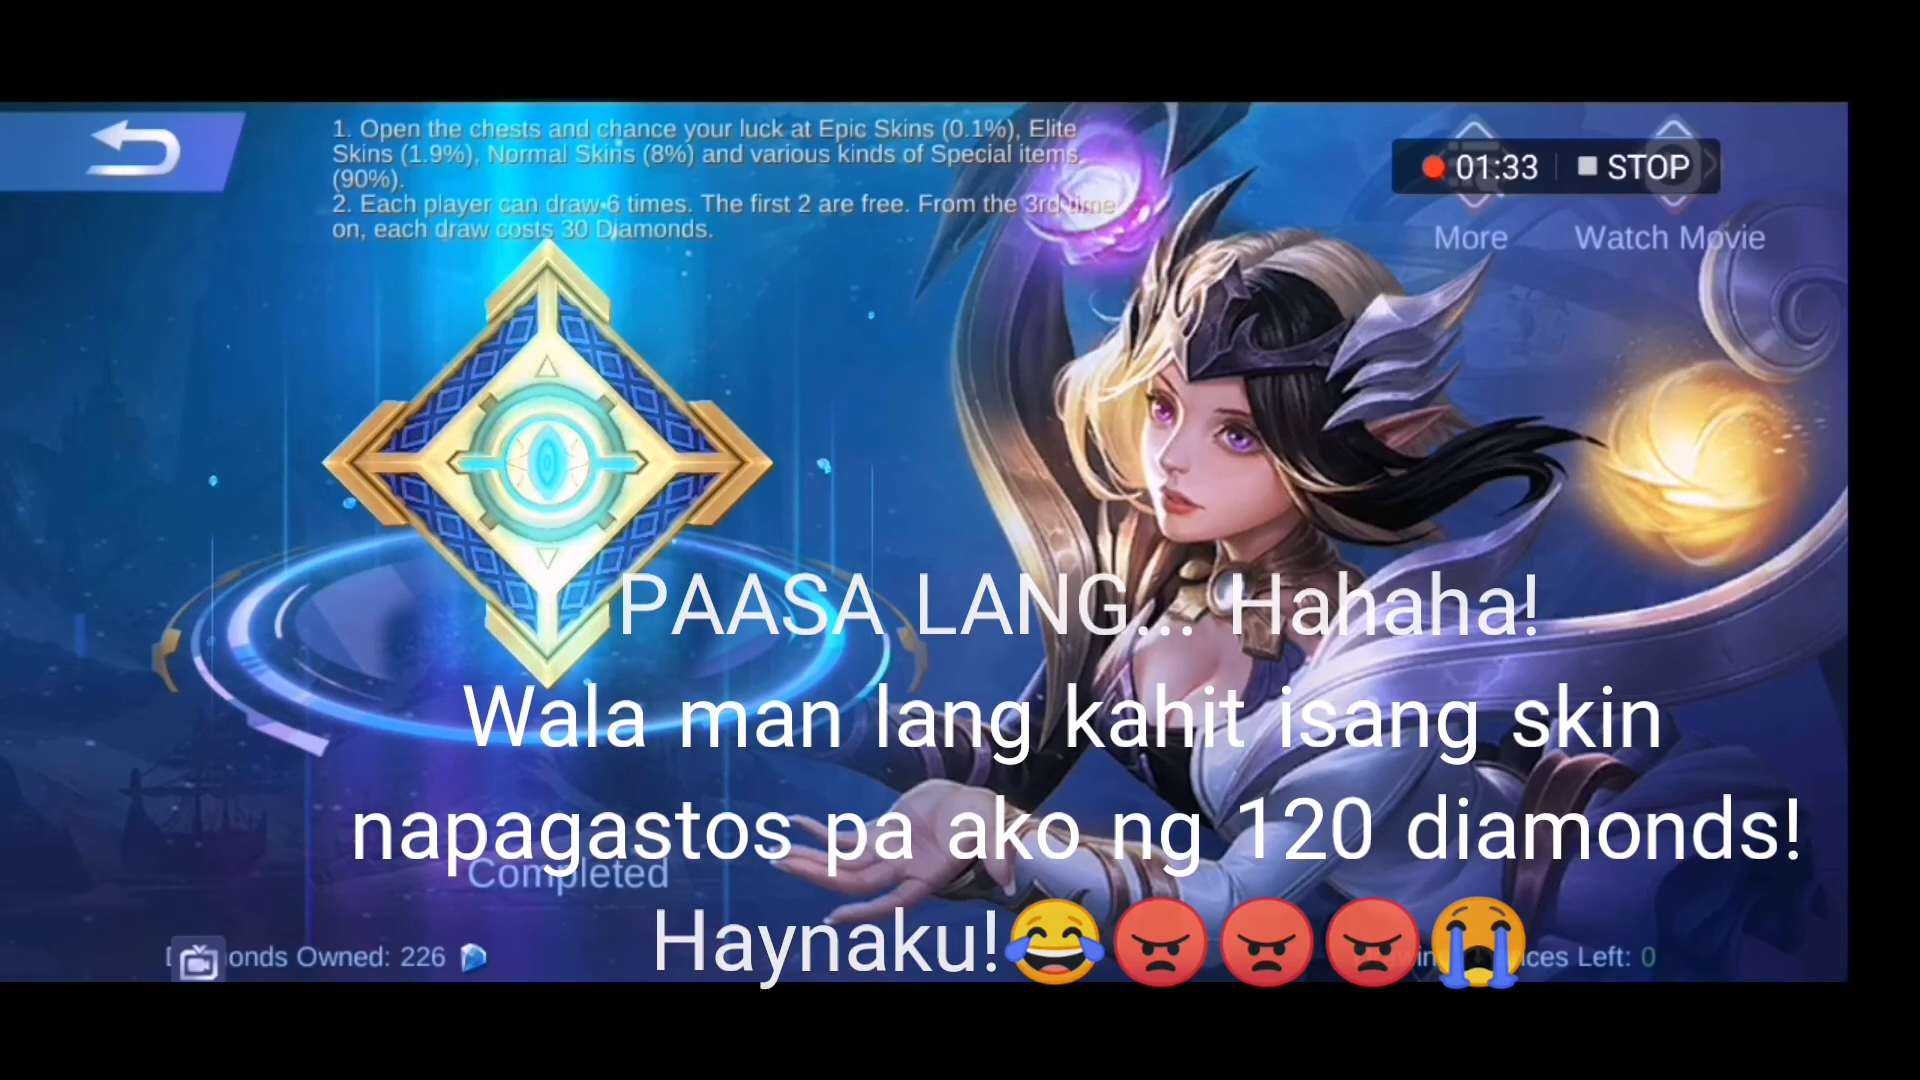 1. Open the chests and chance your luck at Epic Skins (0.1%), Elite
Skins (1.9%), Normal Skins (8%) and various kinds of Special items
(90%).
2. Each player can draw 6 times. The first 2 are free. From the 3rd time
on, each draw costs 30 Diamonds.
01:33 STOP
More Watch Movie
PAASA LANG... Hahaha!
Wala man lang kahit isang skin
napagastos pa ako ng 120 diamonds!
Completed
Haynaku!😂😡😡😡😭
Owned: 226
Left: 0